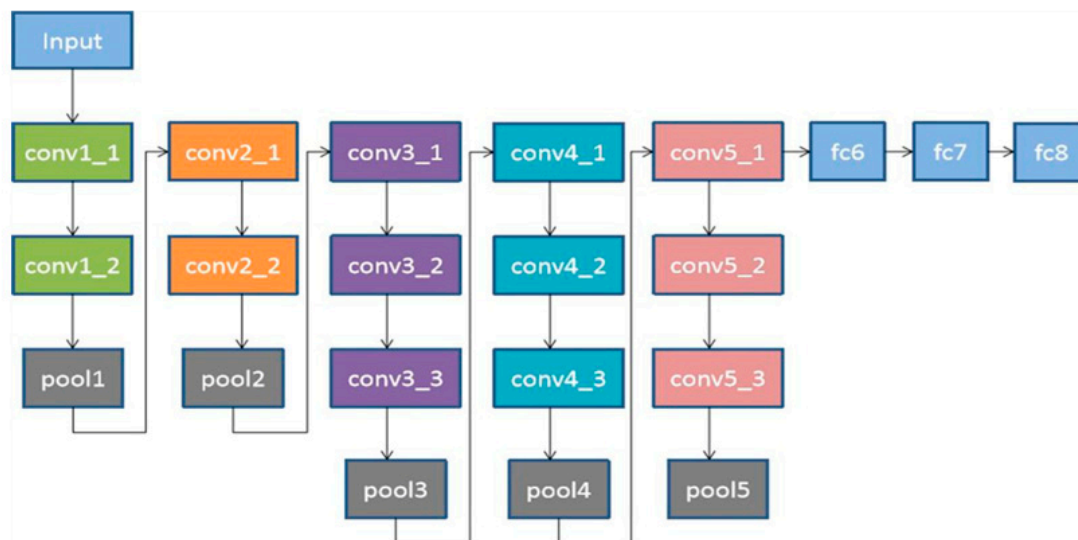 Input
conv1_1
conv2_1
conv3_1
conv4_1
conv5_1
fc6
fc7
fc8
conv1_2
conv2_2
conv3_2
conv4_2
conv5_2
pool1
pool2
conv3_3
conv4_3
conv5_3
pool3
pool4
pool5